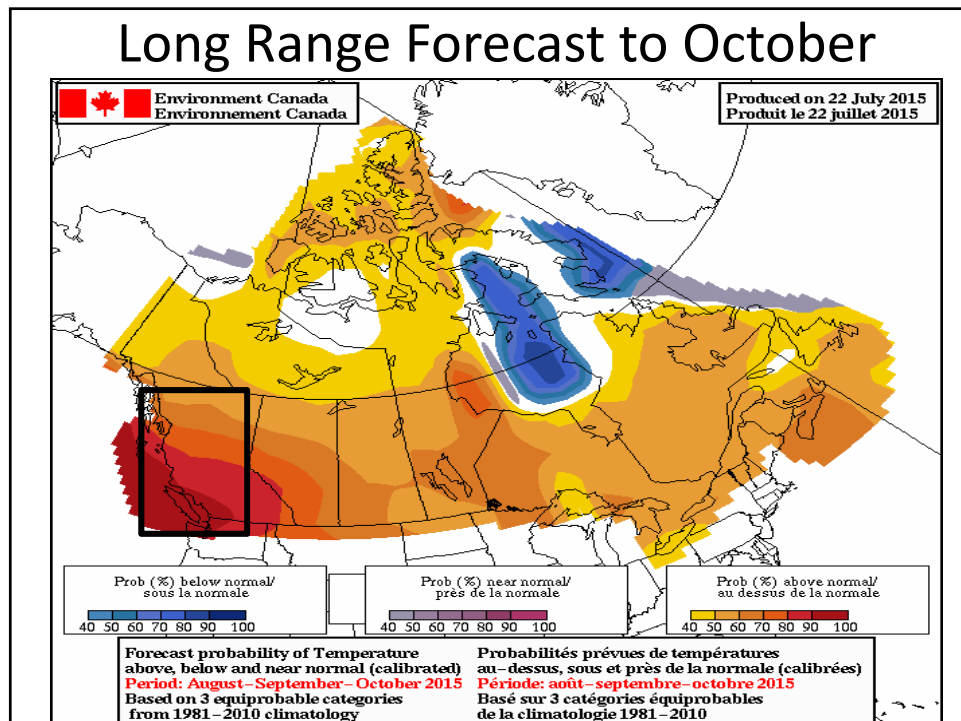 Long Range Forecast to October
Environment Canada
Environnement Canada
Produced on 22 July 2015
Produit le 22 juillet 2015
Prob (%) below normal/
sous la normale
40 50 60 70 80 90 100
Prob (%) near normal/
près de la normale
40 50 60 70 80 90 100
Prob (%) above normal/
au dessus de la normale
40 50 60 70 80 90 100
Forecast probability of Temperature
above, below and near normal (calibrated)
Period: August-September-October 2015
Based on 3 equiprobable categories
from 1981-2010 climatology
Probabilités prévues de températures
au-dessus, sous et près de la normale (calibrées)
Période: août-septembre-octobre 2015
Basé sur 3 catégories équiprobables
de la climatologie 1981-2010